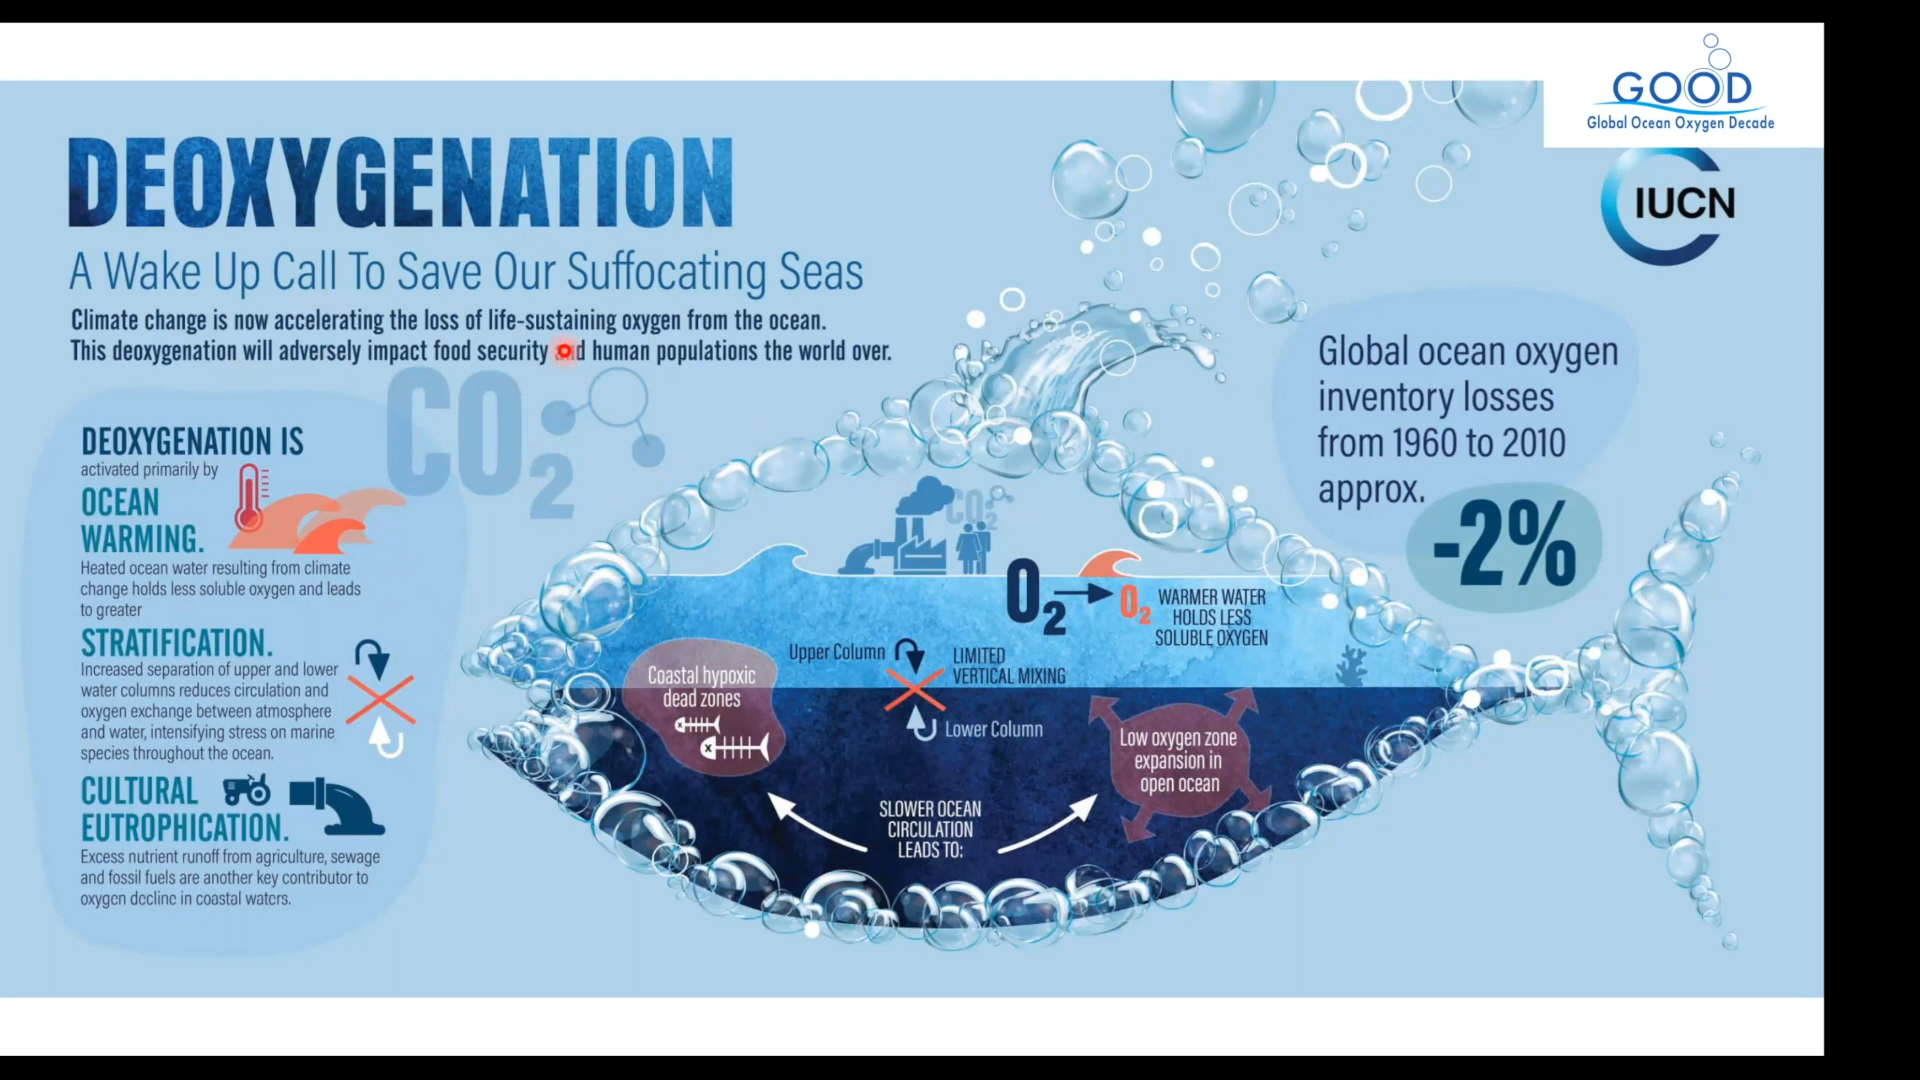 GOOD
Global Ocean Oxygen Decade
IUCN
DEOXYGENATION
A Wake Up Call To Save Our Suffocating Seas
Climate change is now accelerating the loss of life-sustaining oxygen from the ocean.
This deoxygenation will adversely impact food security and human populations the world over.
CO2
DEOXYGENATION IS
activated primarily by
OCEAN
WARMING.
Heated ocean water resulting from climate
change holds less soluble oxygen and leads
to greater
STRATIFICATION.
Increased separation of upper and lower
water columns reduces circulation and
oxygen exchange between atmosphere
and water, intensifying stress on marine
species throughout the ocean.
CULTURAL
EUTROPHICATION.
Excess nutrient runoff from agriculture, sewage
and fossil fuels are another key contributor to
oxygen decline in coastal waters.
CO2
O2
O2
WARMER WATER
HOLDS LESS
SOLUBLE OXYGEN
Upper Column
LIMITED
VERTICAL MIXING
Lower Column
Coastal hypoxic
dead zones
Low oxygen zone
expansion in
open ocean
SLOWER OCEAN
CIRCULATION
LEADS TO:
Global ocean oxygen
inventory losses
from 1960 to 2010
approx.
-2%